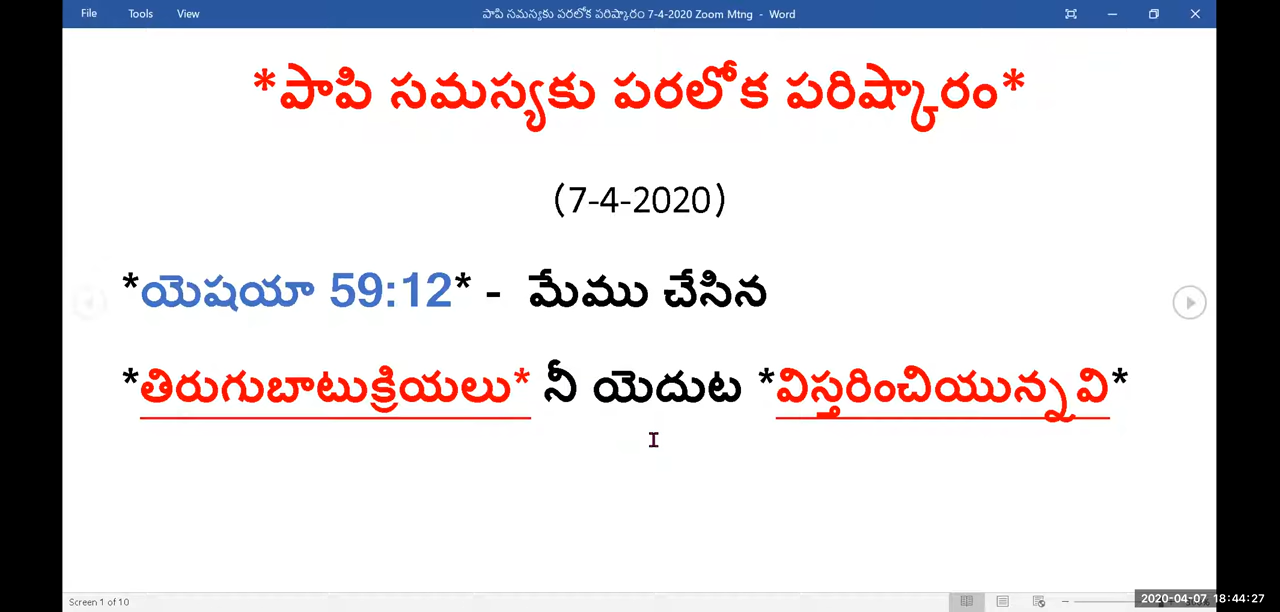 File Tools View పాపి సమస్యకు పరలోక పరిష్కారం 7-4-2020 Zoom Mtng - Word
*పాపి సమస్యకు పరలోక పరిష్కారం*
(7-4-2020)
*యెషయా 59:12* - మేము చేసిన
*తిరుగుబాటుక్రియలు* నీ యెదుట *విస్తరించియున్నవి*
Screen 1 of 10
2020-04-07 18:44:27